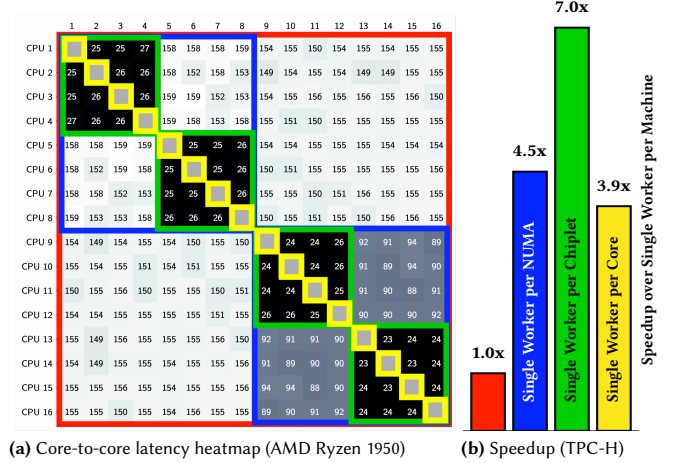 1 2 3 4 5 6 7 8 9 10 11 12 13 14 15 16
CPU 1 25 25 27 158 158 158 159 154 155 150 154 155 155 155 155
CPU 2 25 26 26 158 152 158 153 149 154 155 154 149 149 155 155
CPU 3 25 26 26 159 159 152 153 154 155 156 155 155 155 156 150
CPU 4 27 26 26 159 159 153 158 155 151 150 155 155 154 155 155
CPU 5 158 158 159 159 25 25 26 154 151 155 154 154 155 154 154
CPU 6 158 152 159 158 25 25 26 150 154 155 155 155 154 155 156
CPU 7 158 158 152 153 25 25 26 155 151 150 151 156 155 155 155
CPU 8 159 153 153 158 26 26 26 150 155 151 155 156 156 155 155
CPU 9 154 149 154 155 154 150 155 150 24 24 26 92 91 94 89
CPU 10 155 154 155 151 151 154 151 155 24 24 26 91 89 94 90
CPU 11 150 155 156 150 155 155 150 151 24 24 25 91 90 88 91
CPU 12 154 154 155 155 154 155 151 155 26 26 25 90 90 90 92
CPU 13 155 149 155 155 154 155 156 156 92 91 91 90 23 24 24
CPU 14 155 149 155 154 155 154 155 156 91 89 90 90 23 23 24
CPU 15 155 155 156 155 154 155 155 155 94 94 88 90 24 23 24
CPU 16 155 155 150 155 154 156 155 155 89 90 91 92 24 24 24
(a) Core-to-core latency heatmap (AMD Ryzen 1950)
1.0x
4.5x
Single Worker per NUMA
7.0x
Single Worker per Chiplet
3.9x
Single Worker per Core
Speedup over Single Worker per Machine
(b) Speedup (TPC-H)